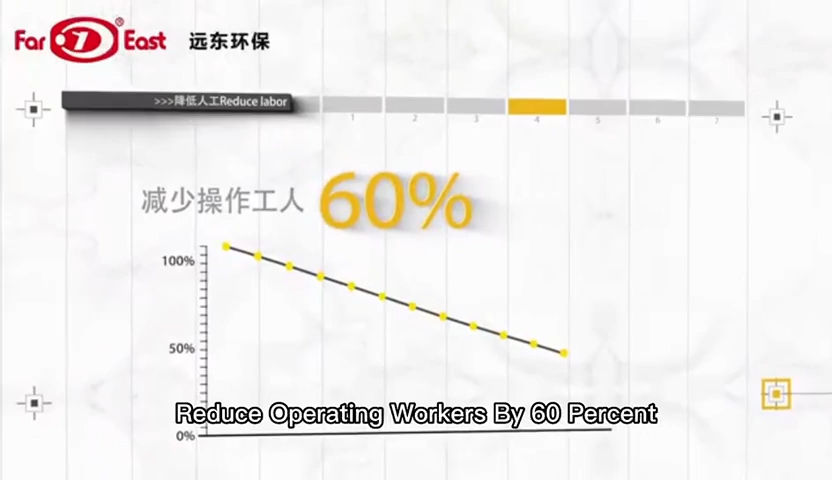 Far East® 远东环保
>>>降低人工Reduce labor
1 2 3 4 5 6 7
减少操作工人 60%
100%
50%
Reduce Operating Workers By 60 Percent
0%